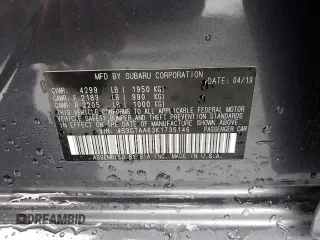 MFD. BY SUBARU CORPORATION DATE: 04/19
GVWR: 4299 LB ( 1950 KG)
GAWR: F 2183 LB ( 990 KG)
GAWR: R 2205 LB ( 1000 KG)
THIS VEHICLE CONFORMS TO ALL APPLICABLE
FEDERAL MOTOR VEHICLE SAFETY, BUMPER, AND
THEFT PREVENTION STANDARDS IN EFFECT ON THE
DATE OF MANUFACTURE SHOWN ABOVE.
4S3GTAA63K1735146 PASSENGER CAR
ASSEMBLED BY SIA. MADE IN U.S.A.
DREAMBID